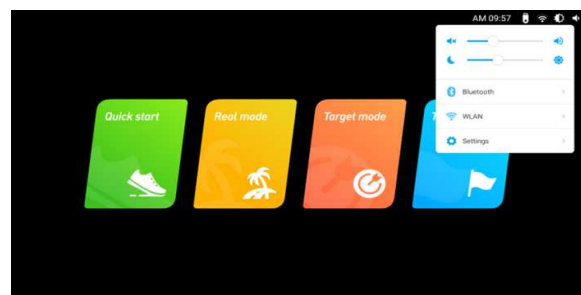 AM 09:57
Quick start
Real mode
Target mode
Bluetooth
WLAN
Settings